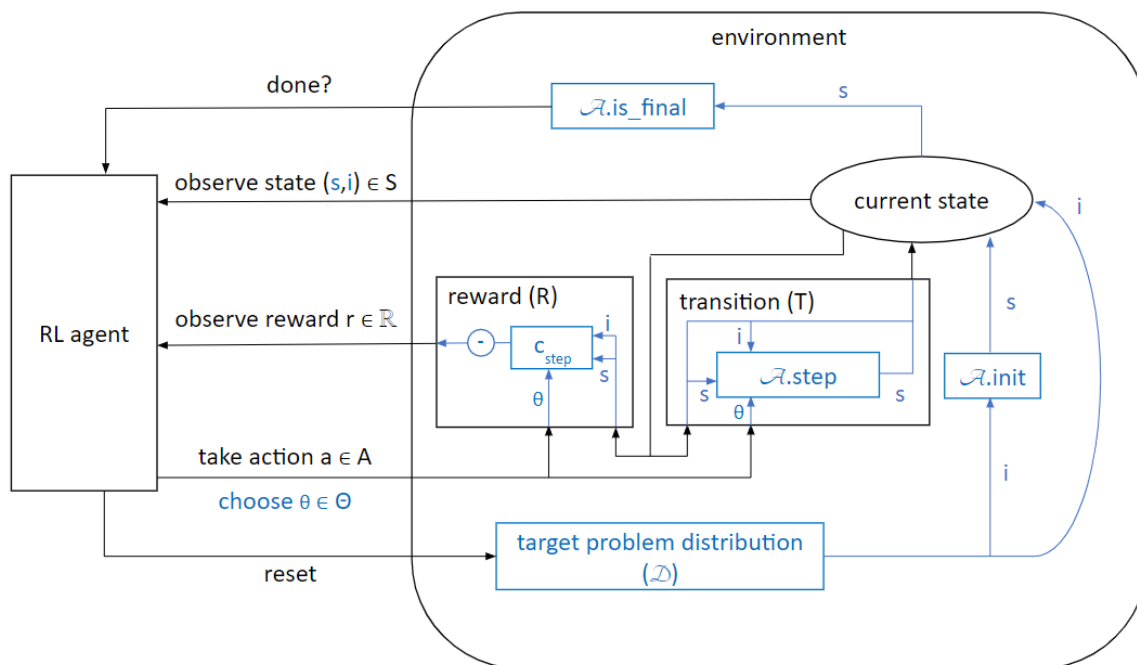 environment
done?
𝒜.is_final
s
observe state (s,i) ∈ S
current state
i
reward (R)
transition (T)
s
observe reward r ∈ ℝ
RL agent
-
c_step
i
s
θ
i
𝒜.step
s
θ
s
𝒜.init
take action a ∈ A
choose θ ∈ Θ
i
target problem distribution
(𝒟)
reset